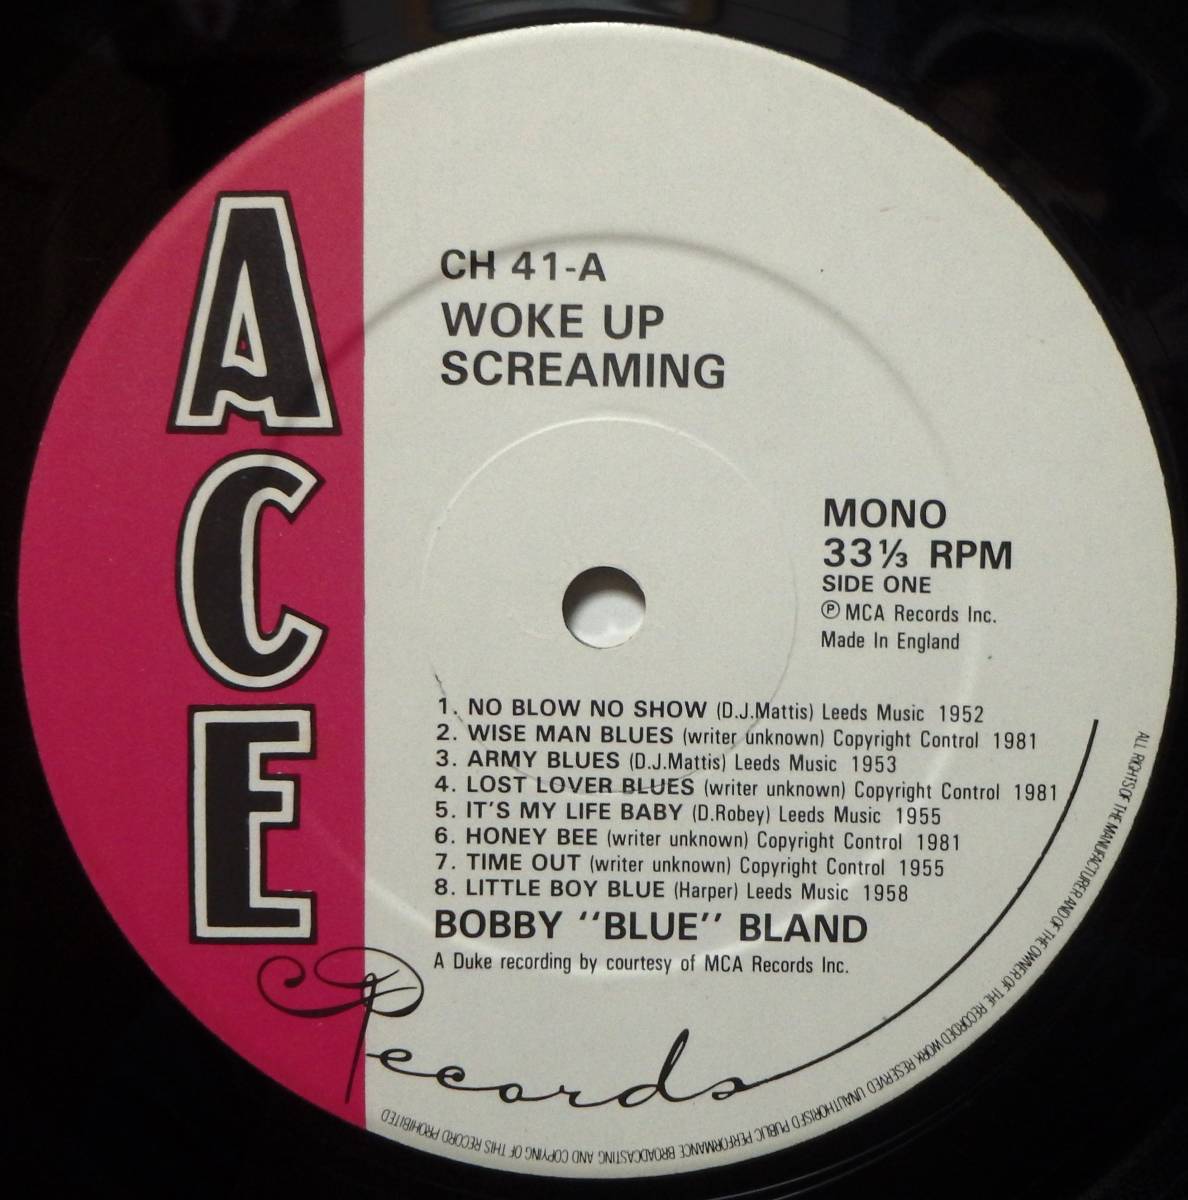 ACE
Records
CH 41-A
WOKE UP
SCREAMING
MONO
33⅓ RPM
SIDE ONE
℗ MCA Records Inc.
Made In England
1. NO BLOW NO SHOW (D.J.Mattis) Leeds Music 1952
2. WISE MAN BLUES (writer unknown) Copyright Control 1981
3. ARMY BLUES (D.J.Mattis) Leeds Music 1953
4. LOST LOVER BLUES (writer unknown) Copyright Control 1981
5. IT'S MY LIFE BABY (D.Robey) Leeds Music 1955
6. HONEY BEE (writer unknown) Copyright Control 1981
7. TIME OUT (writer unknown) Copyright Control 1955
8. LITTLE BOY BLUE (Harper) Leeds Music 1958
BOBBY "BLUE" BLAND
A Duke recording by courtesy of MCA Records Inc.
ALL RIGHTS OF THE MANUFACTURER AND OF THE OWNER OF THE RECORDED WORK RESERVED UNAUTHORISED PUBLIC PERFORMANCE BROADCASTING AND COPYING OF THIS RECORD PROHIBITED